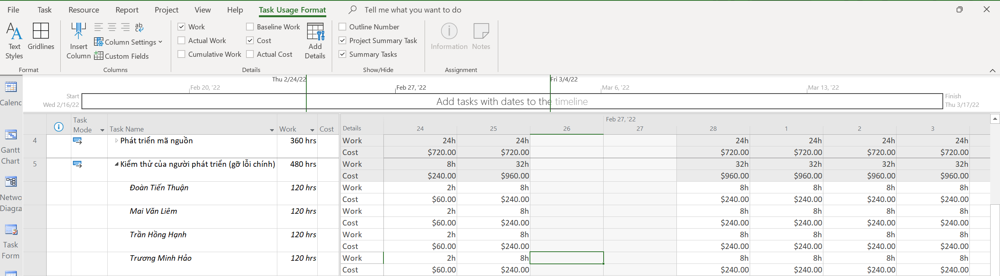 File Task Resource Report Project View Help Task Usage Format Tell me what you want to do
Text Styles
Gridlines
Format
Insert Column
ab
c
Column Settings
Custom Fields
Columns
Work
Actual Work
Cumulative Work
Baseline Work
Cost
Actual Cost
Add Details
Details
Outline Number
Project Summary Task
Summary Tasks
Show/Hide
Information
Notes
Assignment
Thu 2/24/22 Fri 3/4/22
Feb 20, '22 Feb 27, '22 Mar 6, '22 Mar 13, '22
Start
Wed 2/16/22
Add tasks with dates to the timeline
Finish
Thu 3/17/22
Calenc
Gantt
Chart
Netwo
Diagra
Task
Form
Task Mode Task Name Work Cost Details
Feb 27, '22
24 25 26 27 28 1 2 3
4 Phát triển mã nguồn 360 hrs Work 24h 24h 24h 24h 24h 24h
Cost $720.00 $720.00 $720.00 $720.00 $720.00 $720.00
5 Kiểm thử của người phát triển (gỡ lỗi chính) 480 hrs Work 8h 32h 32h 32h 32h 32h
Cost $240.00 $960.00 $960.00 $960.00 $960.00 $960.00
Đoàn Tiến Thuận 120 hrs Work 2h 8h 8h 8h 8h 8h
Cost $60.00 $240.00 $240.00 $240.00 $240.00 $240.00
Mai Văn Liêm 120 hrs Work 2h 8h 8h 8h 8h 8h
Cost $60.00 $240.00 $240.00 $240.00 $240.00 $240.00
Trần Hồng Hạnh 120 hrs Work 2h 8h 8h 8h 8h 8h
Cost $60.00 $240.00 $240.00 $240.00 $240.00 $240.00
Trương Minh Hảo 120 hrs Work 2h 8h 8h 8h 8h 8h
Cost $60.00 $240.00 $240.00 $240.00 $240.00 $240.00